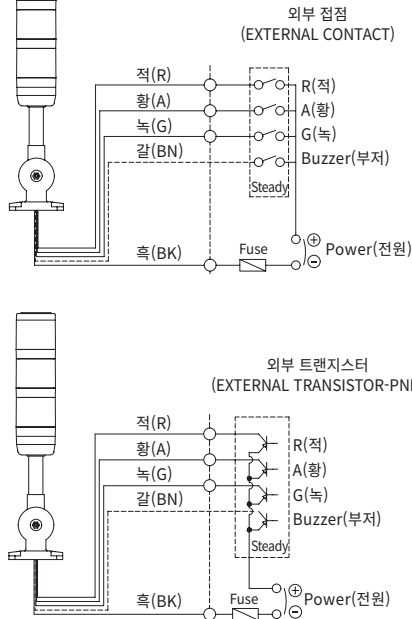 외부 접점
(EXTERNAL CONTACT)
적(R)
R(적)
황(A)
A(황)
녹(G)
G(녹)
갈(BN)
Buzzer(부저)
Steady
흑(BK)
Fuse
⊕
Power(전원)
⊖
외부 트랜지스터
(EXTERNAL TRANSISTOR-PN
적(R)
R(적)
황(A)
A(황)
녹(G)
G(녹)
갈(BN)
Buzzer(부저)
Steady
흑(BK)
Fuse
⊕
Power(전원)
⊖